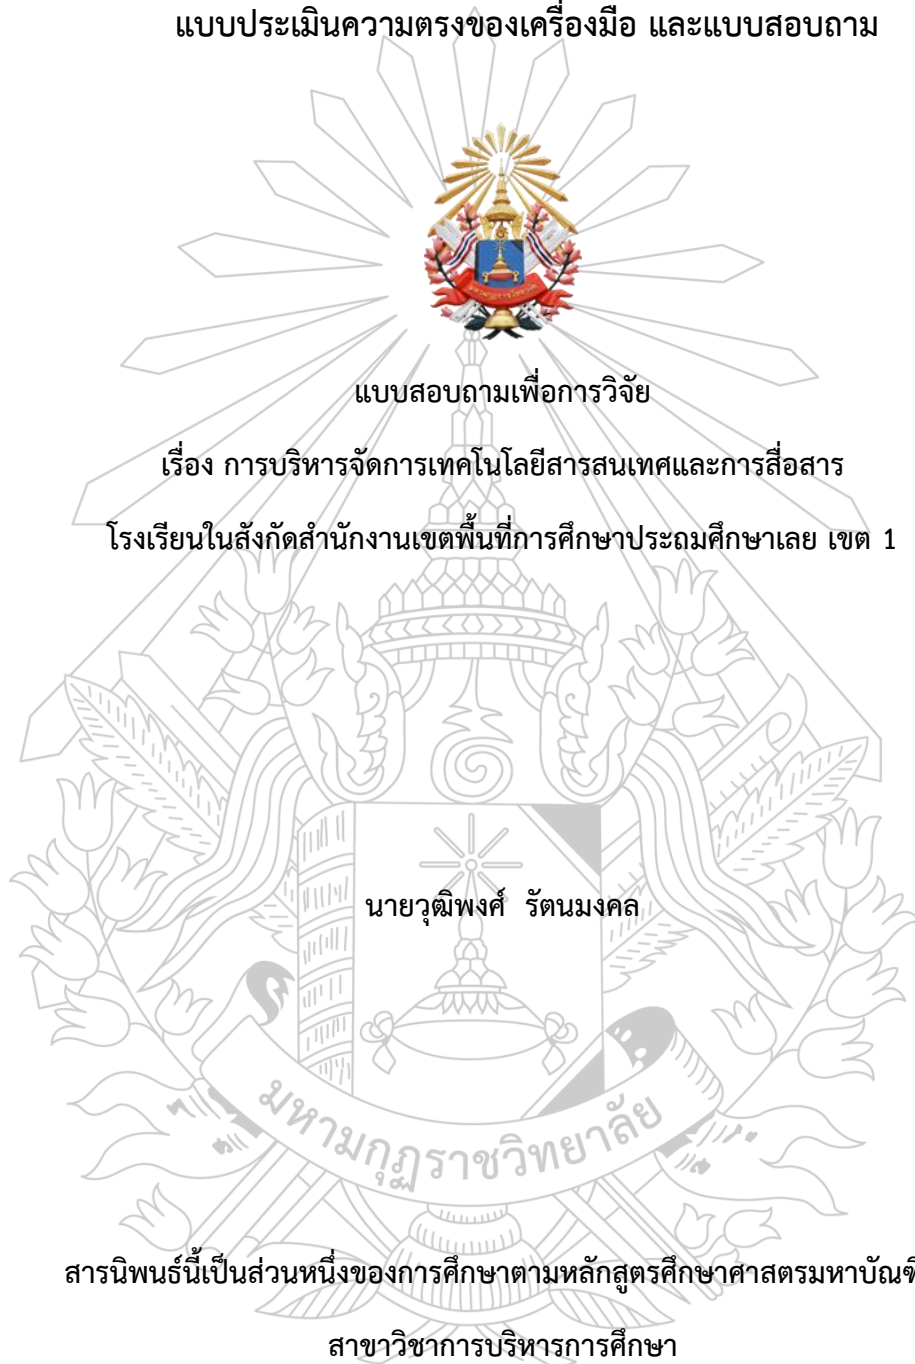 แบบประเมินความตรงของเครื่องมือ และแบบสอบถาม
แบบสอบถามเพื่อการวิจัย
เรื่อง การบริหารจัดการเทคโนโลยีสารสนเทศและการสื่อสาร
โรงเรียนในสังกัดสำนักงานเขตพื้นที่การศึกษาประถมศึกษาเลย เขต 1
นายวุฒิพงศ์ รัตนมงคล
มหามกุฏราชวิทยาลัย
สารนิพนธ์นี้เป็นส่วนหนึ่งของการศึกษาตามหลักสูตรศึกษาศาสตรมหาบัณฑิ
สาขาวิชาการบริหารการศึกษา